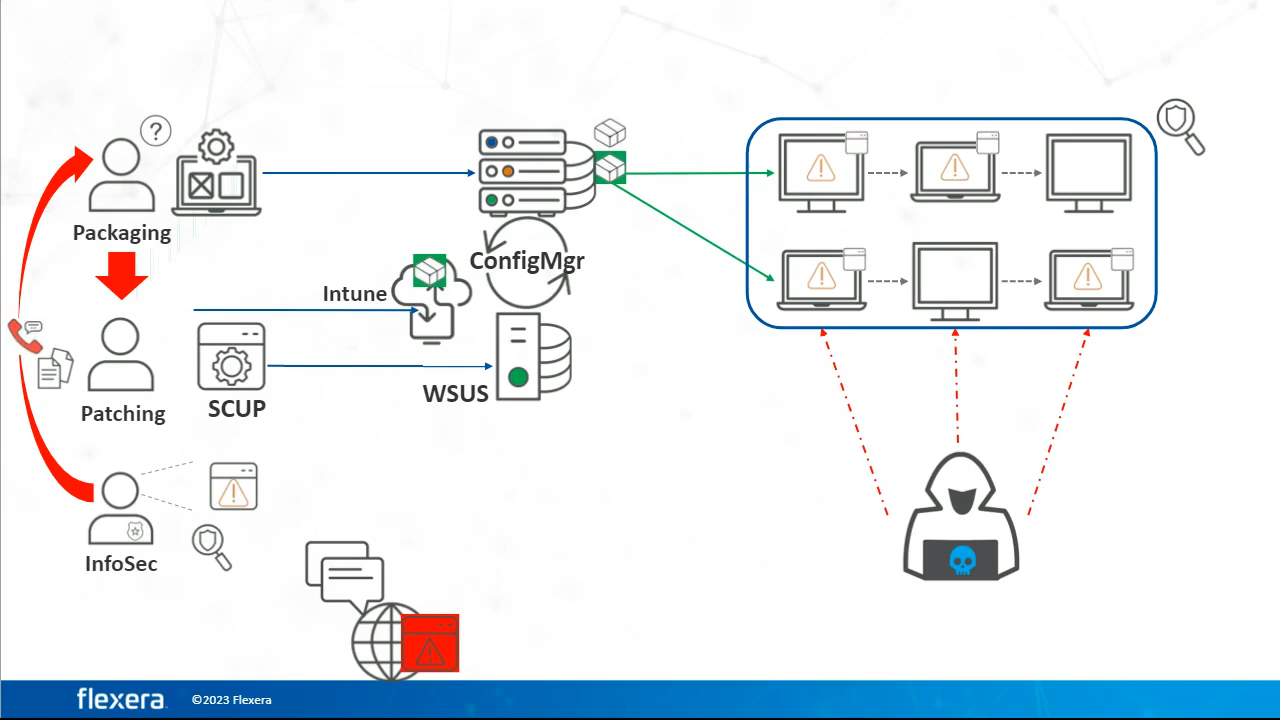 ?
Packaging
ConfigMgr
Intune
Patching
SCUP
WSUS
InfoSec
flexera
©2023 Flexera